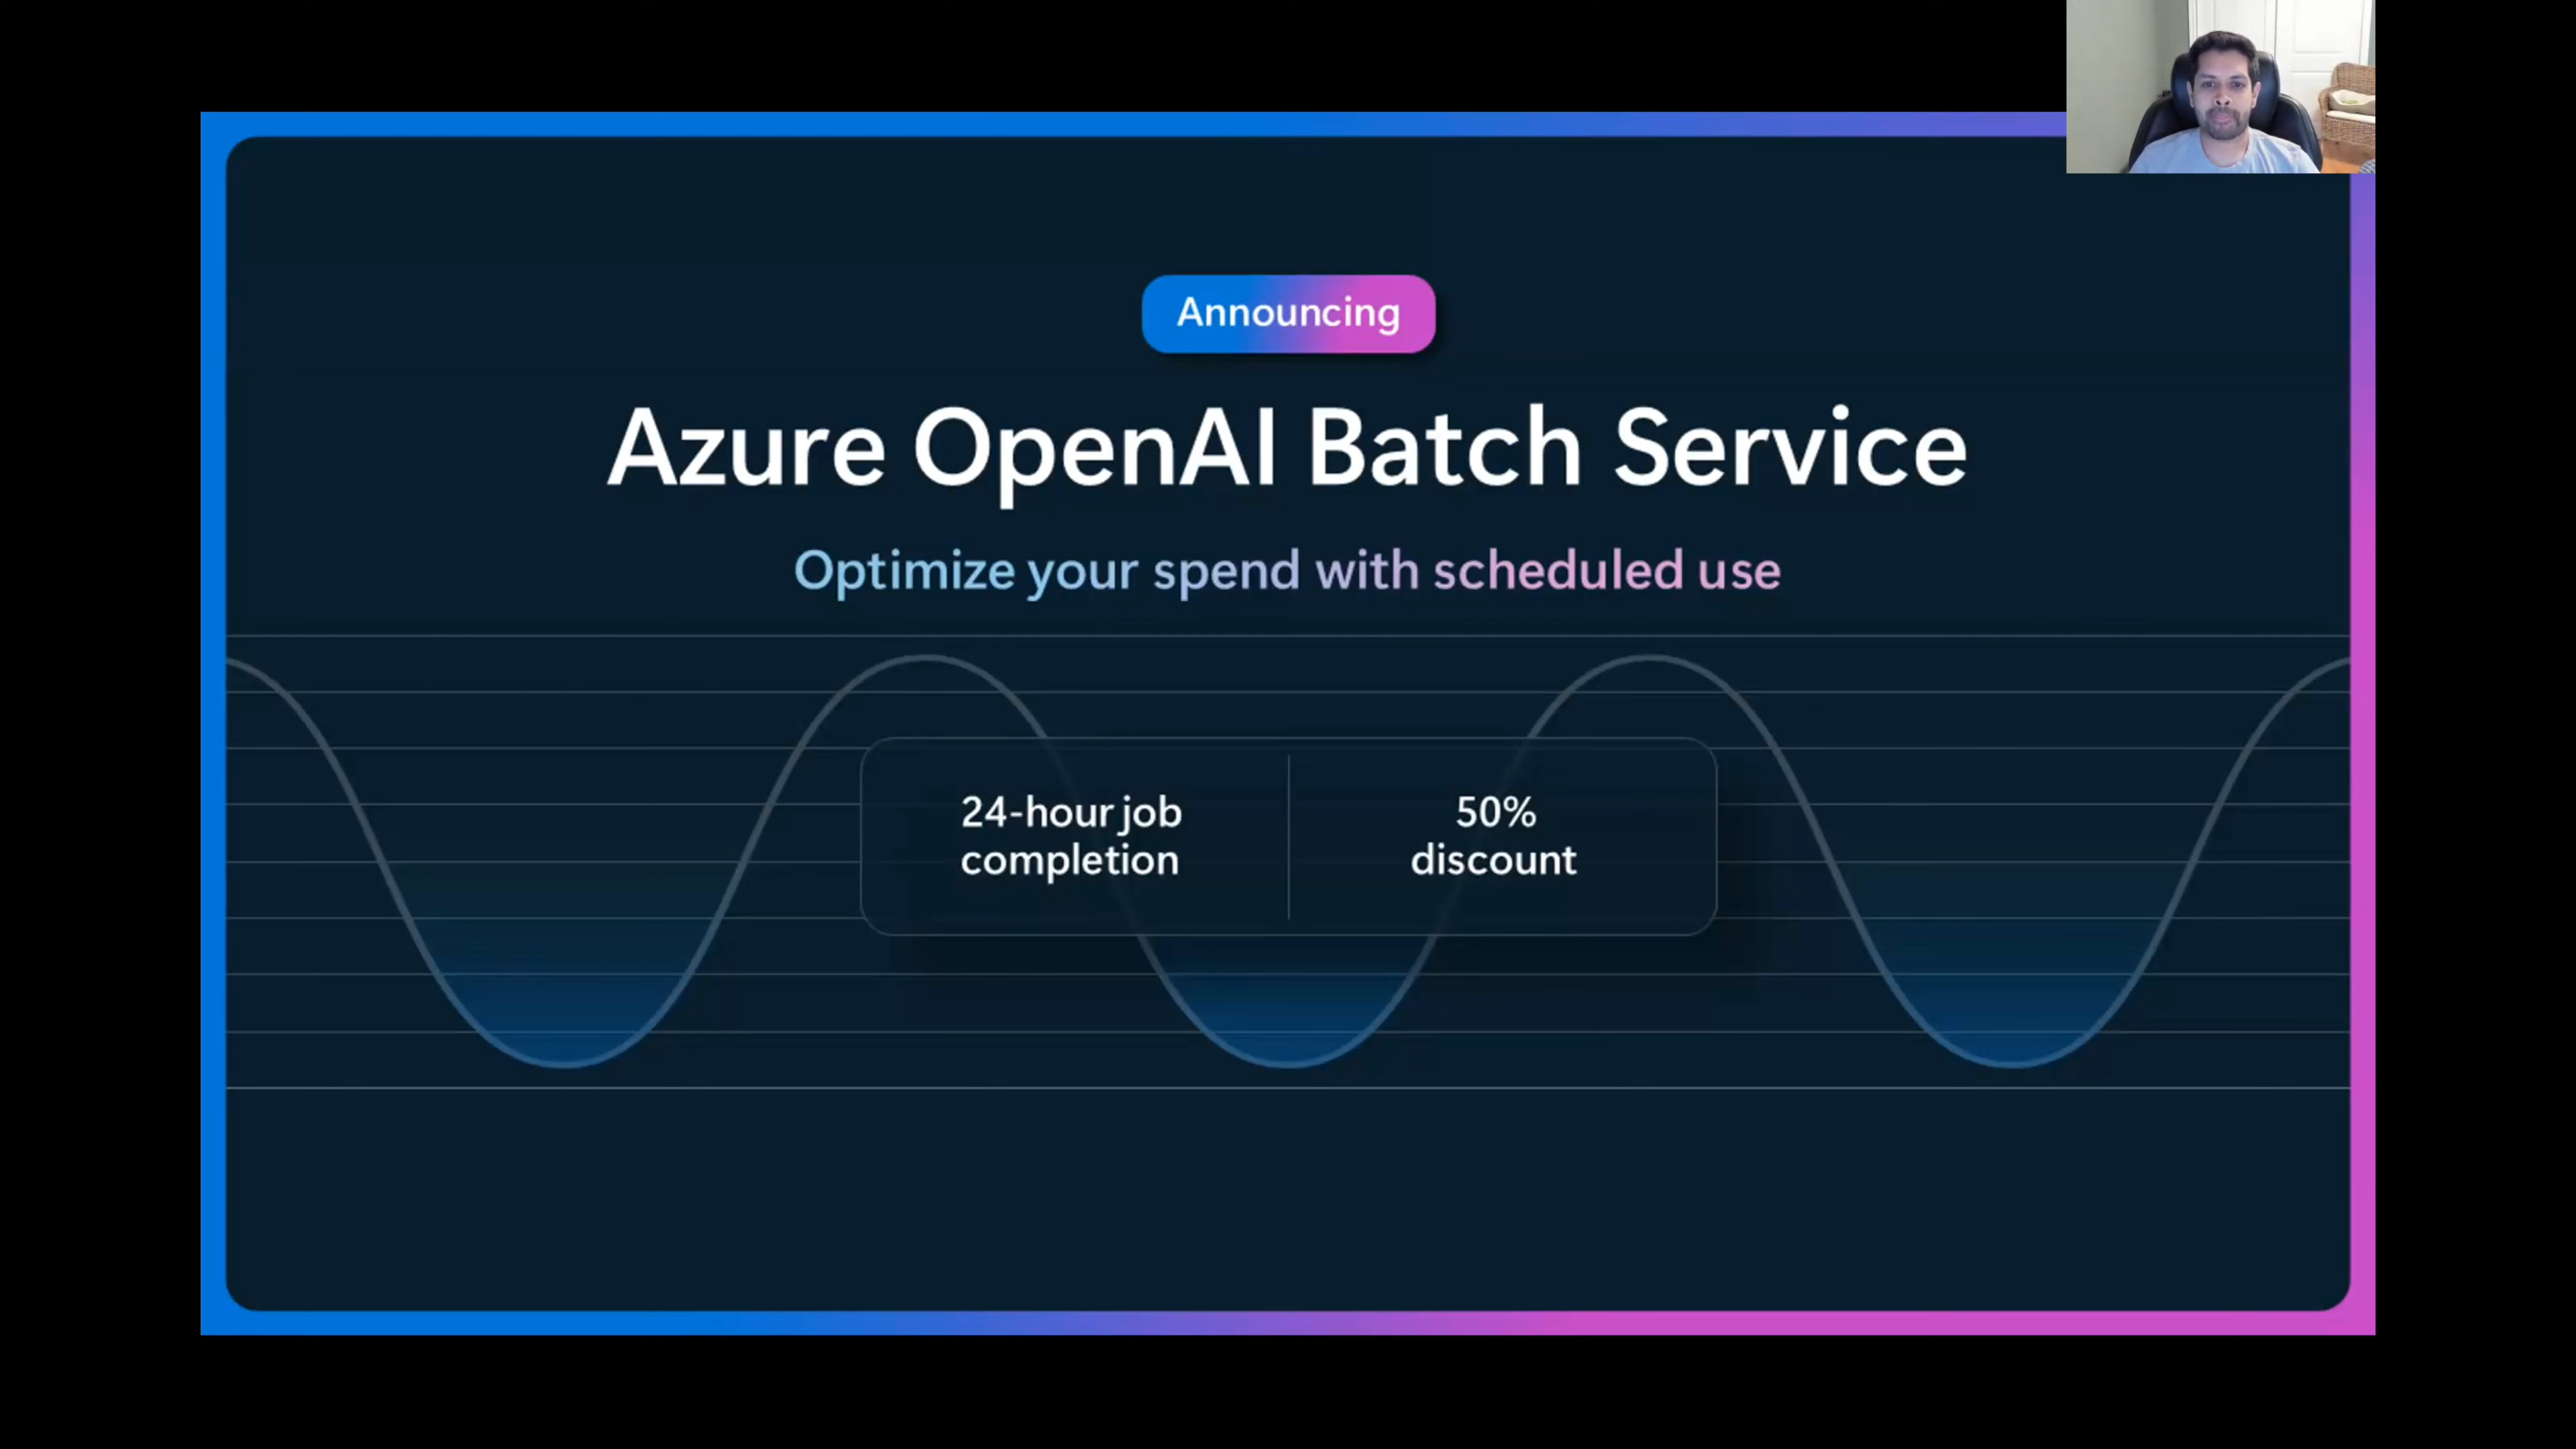 Announcing
Azure OpenAI Batch Service
Optimize your spend with scheduled use
24-hour job
completion
50%
discount